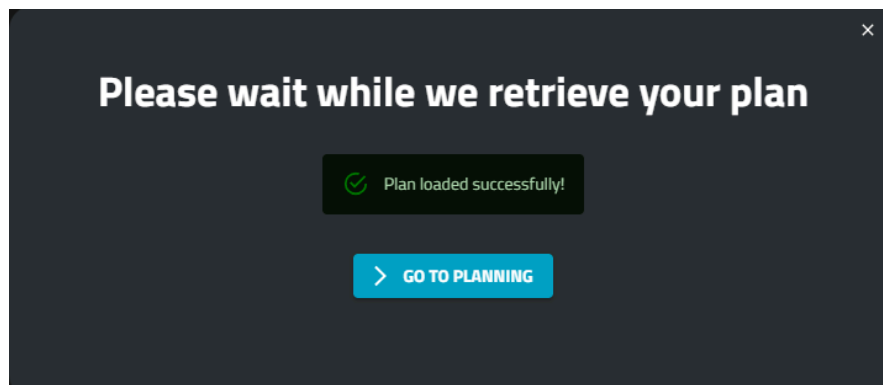 Please wait while we retrieve your plan
Plan loaded successfully!
GO TO PLANNING